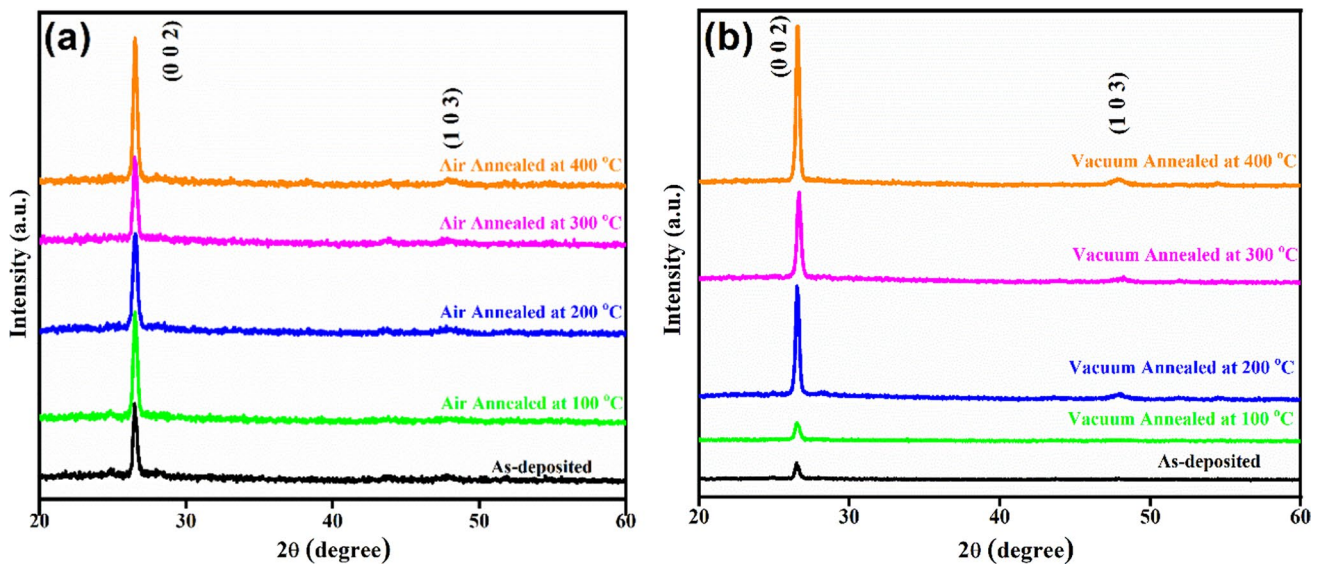 (a)
(0 0 2)
(1 0 3)
Air Annealed at 400 °C
Air Annealed at 300 °C
Air Annealed at 200 °C
Air Annealed at 100 °C
As-deposited
Intensity (a.u.)
20 30 40 50 60
2θ (degree)
(b)
(0 0 2)
(1 0 3)
Vacuum Annealed at 400 °C
Vacuum Annealed at 300 °C
Vacuum Annealed at 200 °C
Vacuum Annealed at 100 °C
As-deposited
Intensity (a.u.)
20 30 40 50 60
2θ (degree)